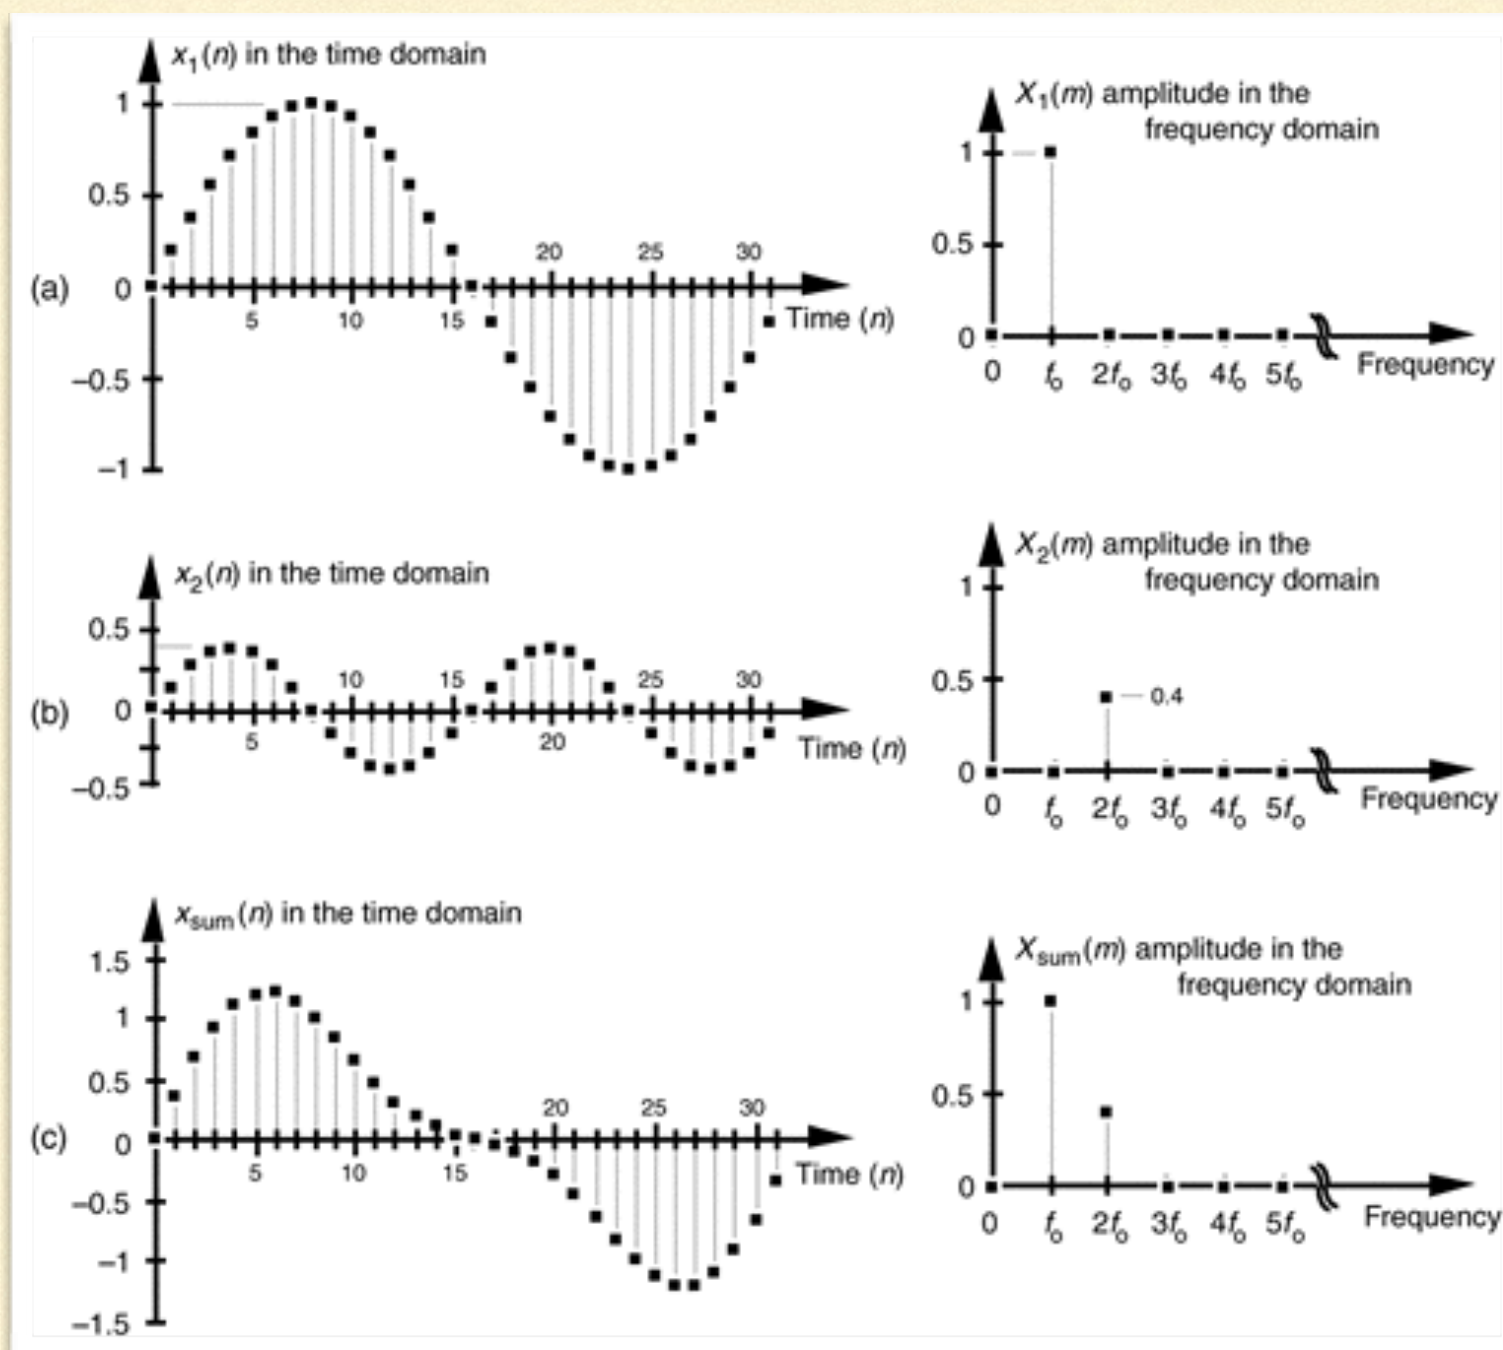 x₁(n) in the time domain
1
0.5
0
−0.5
−1
5 10 15
20 25 30
Time (n)
(a)
X₁(m) amplitude in the
frequency domain
1
0.5
0
0 fₒ 2fₒ 3fₒ 4fₒ 5fₒ
Frequency
x₂(n) in the time domain
0.5
0
−0.5
10 15 25 30
5 20
Time (n)
(b)
X₂(m) amplitude in the
frequency domain
1
0.5
0.4
0
0 fₒ 2fₒ 3fₒ 4fₒ 5fₒ
Frequency
xsum(n) in the time domain
1.5
1
0.5
0
−0.5
−1
−1.5
20 25 30
5 10 15
Time (n)
(c)
Xsum(m) amplitude in the
frequency domain
1
0.5
0
0 fₒ 2fₒ 3fₒ 4fₒ 5fₒ
Frequency